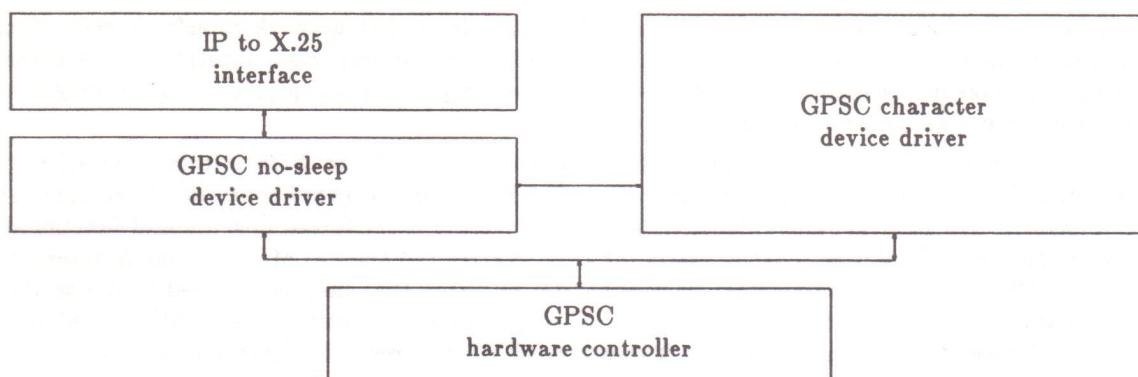 IP to X.25
interface
GPSC character
device driver
GPSC no-sleep
device driver
GPSC
hardware controller